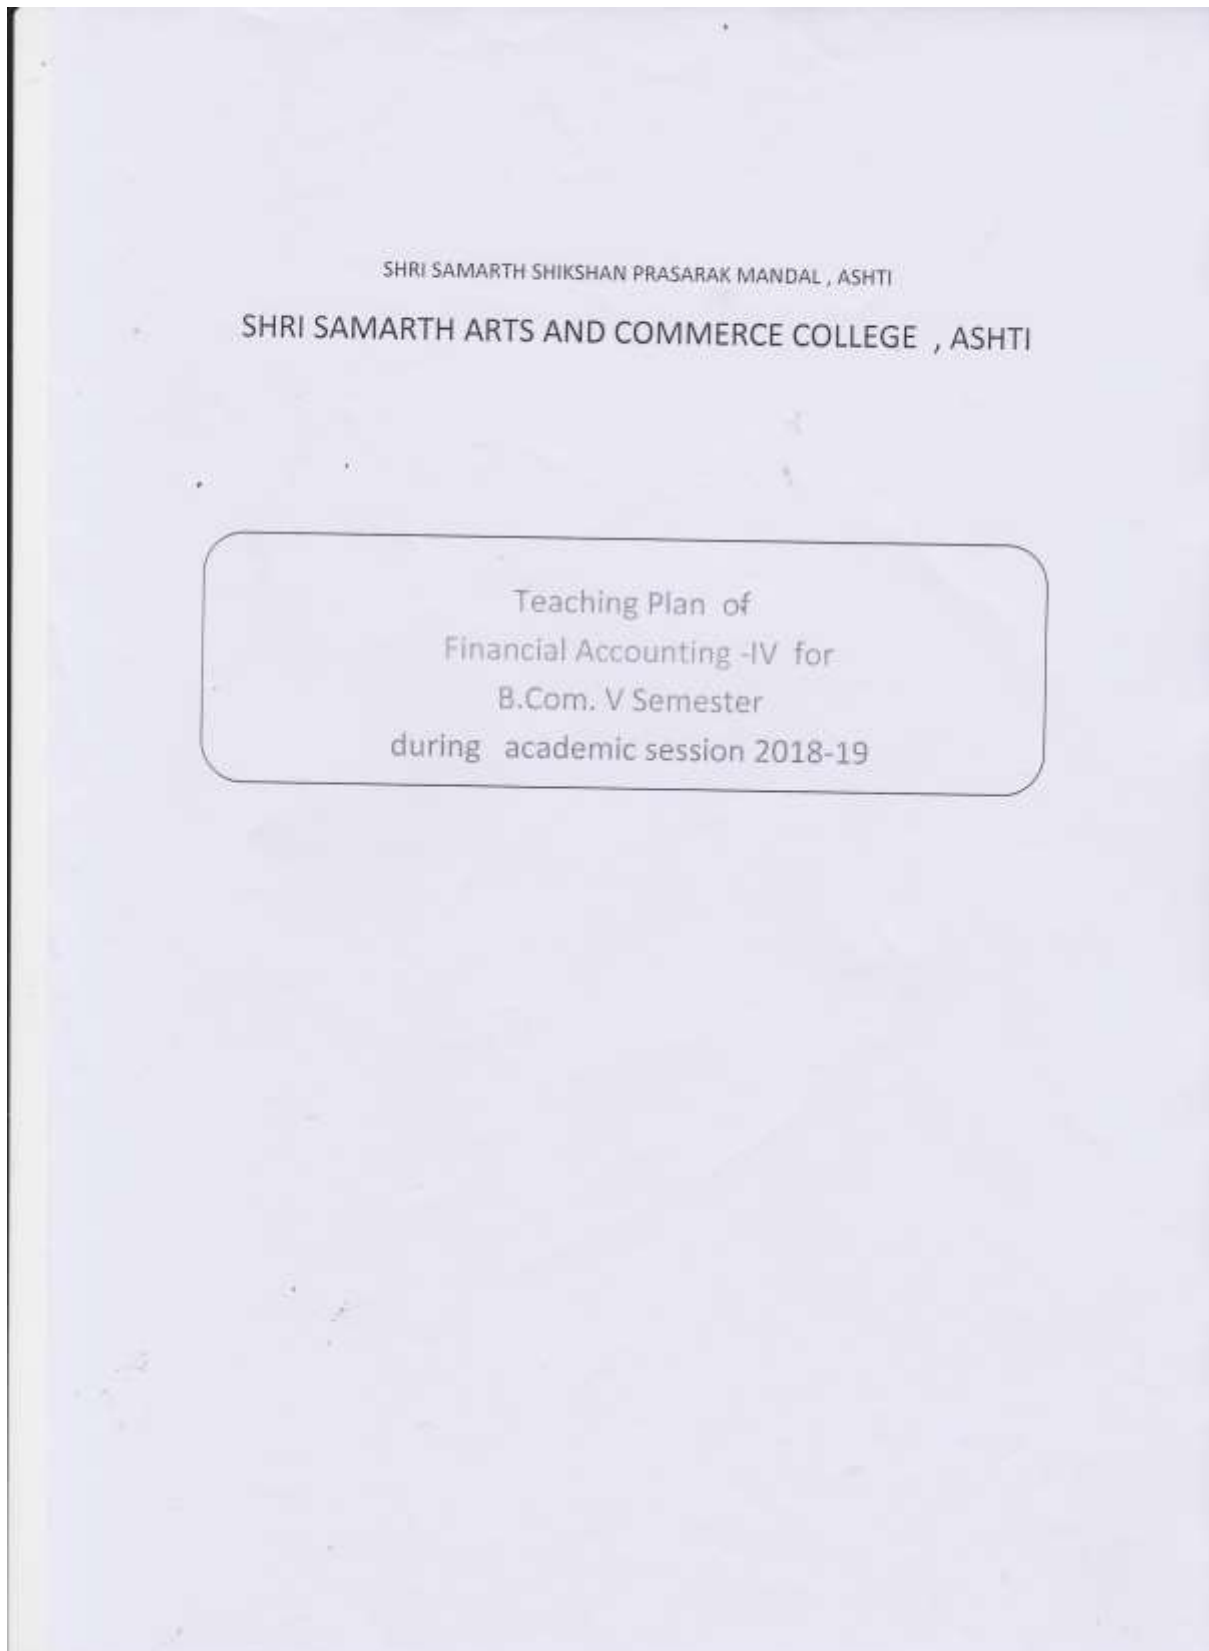 SHRI SAMARTH SHIKSHAN PRASARAK MANDAL , ASHTI
SHRI SAMARTH ARTS AND COMMERCE COLLEGE , ASHTI
Teaching Plan of
Financial Accounting -IV for
B.Com. V Semester
during academic session 2018-19